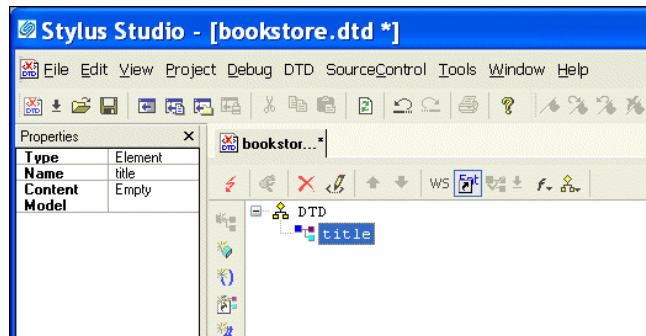 Stylus Studio - [bookstore.dtd *]
File Edit View Project Debug DTD SourceControl Tools Window Help
Properties
bookstor...*
Type Element
Name title
Content Model Empty
WS Ent
DTD
title